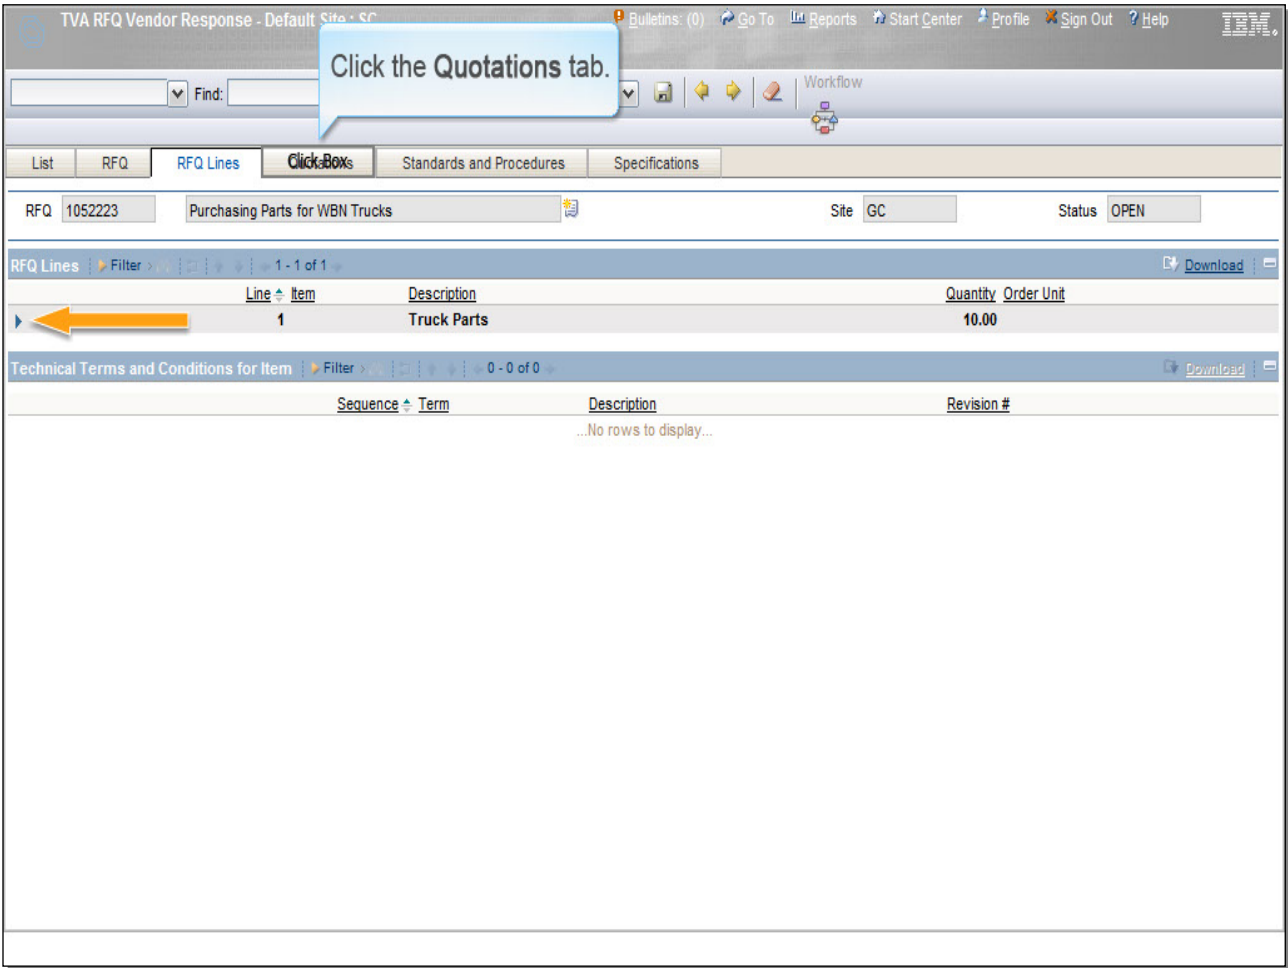 TVA RFQ Vendor Response - Default Site : SC
Bulletins: (0) Go To Reports Start Center Profile Sign Out ? Help IBM.
Click the Quotations tab.
Find:
Workflow
List RFQ RFQ Lines Click Box Standards and Procedures Specifications
RFQ 1052223 Purchasing Parts for WBN Trucks Site GC Status OPEN
RFQ Lines Filter 1 - 1 of 1 Download
Line Item Description Quantity Order Unit
1 Truck Parts 10.00
Technical Terms and Conditions for Item Filter 0 - 0 of 0 Download
Sequence Term Description Revision #
...No rows to display...